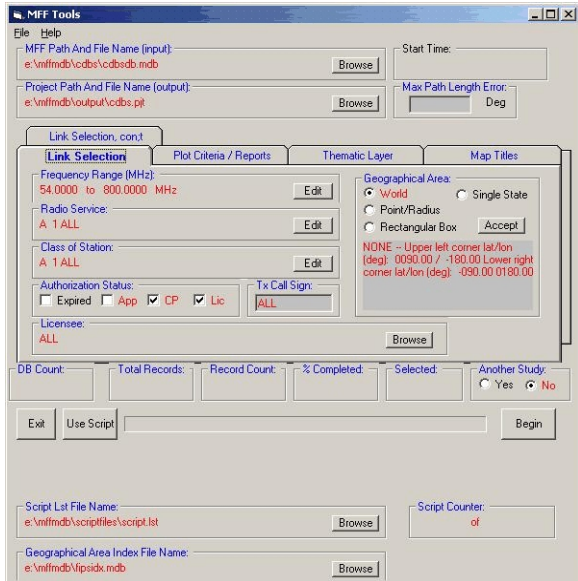 MFF Tools
File Help
MFF Path And File Name (input):
e:\mffmdb\cdbs\cdbsdb.mdb
Browse
Start Time:
Project Path And File Name (output):
e:\mffmdb\output\cdbs.pjt
Browse
Max Path Length Error:
Deg
Link Selection, con,t
Link Selection
Plot Criteria / Reports
Thematic Layer
Map Titles
Frequency Range (MHz):
54.0000 to 800.0000 MHz
Edit
Radio Service:
A 1 ALL
Edit
Class of Station:
A 1 ALL
Edit
Authorization Status:
Expired App CP Lic
Tx Call Sign:
ALL
Geographical Area:
World Single State
Point/Radius
Rectangular Box Accept
NONE -- Upper left corner lat/lon
(deg): 0090.00 / -180.00 Lower right
corner lat/lon (deg): -090.00 0180.00
Licensee:
ALL
Browse
DB Count: Total Records: Record Count: % Completed: Selected: Another Study:
Yes No
Exit Use Script Begin
Script Lst File Name:
e:\mffmdb\scriptfiles\script.lst
Browse
Script Counter:
of
Geographical Area Index File Name:
e:\mffmdb\fipsidx.mdb
Browse